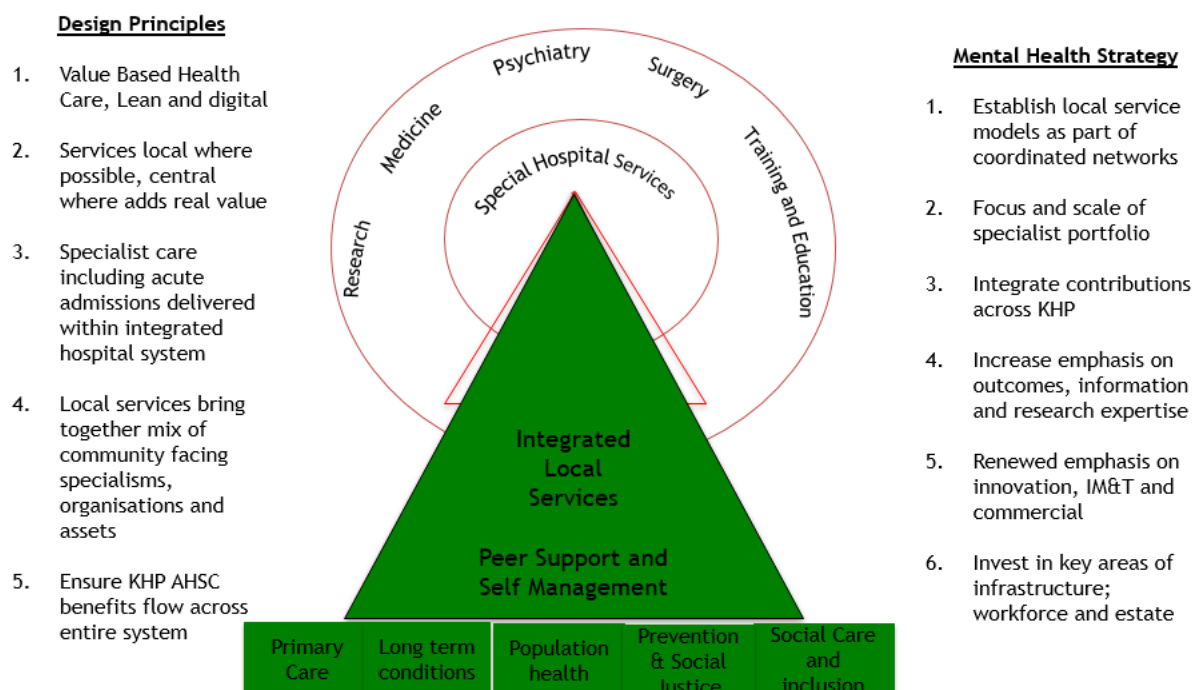 Design Principles
1. Value Based Health
Care, Lean and digital
2. Services local where
possible, central
where adds real value
3. Specialist care
including acute
admissions delivered
within integrated
hospital system
4. Local services bring
together mix of
community facing
specialisms,
organisations and
assets
5. Ensure KHP AHSC
benefits flow across
entire system
Research
Medicine
Psychiatry
Surgery
Training and Education
Special Hospital Services
Integrated
Local
Services
Peer Support and
Self Management
Primary
Care
Long term
conditions
Population
health
Prevention
& Social
Justice
Social Care
and
inclusion
Mental Health Strategy
1. Establish local service
models as part of
coordinated networks
2. Focus and scale of
specialist portfolio
3. Integrate contributions
across KHP
4. Increase emphasis on
outcomes, information
and research expertise
5. Renewed emphasis on
innovation, IM&T and
commercial
6. Invest in key areas of
infrastructure;
workforce and estate